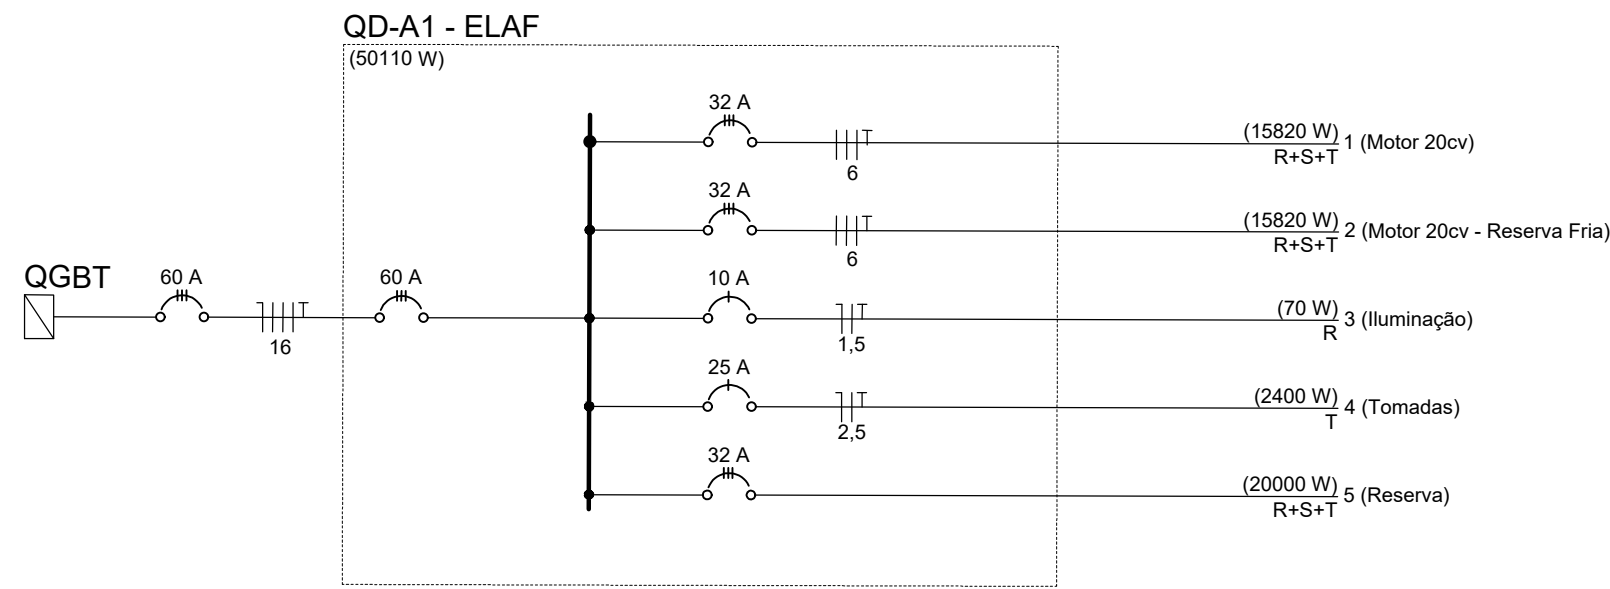 QD-A1 - ELAF
(50110 W)
32 A
T
6
(15820 W)
R+S+T
1 (Motor 20cv)
32 A
T
6
(15820 W)
R+S+T
2 (Motor 20cv - Reserva Fria)
QGBT
60 A
T
16
60 A
10 A
T
1,5
(70 W)
R
3 (Iluminação)
25 A
T
2,5
(2400 W)
T
4 (Tomadas)
32 A
(20000 W)
R+S+T
5 (Reserva)